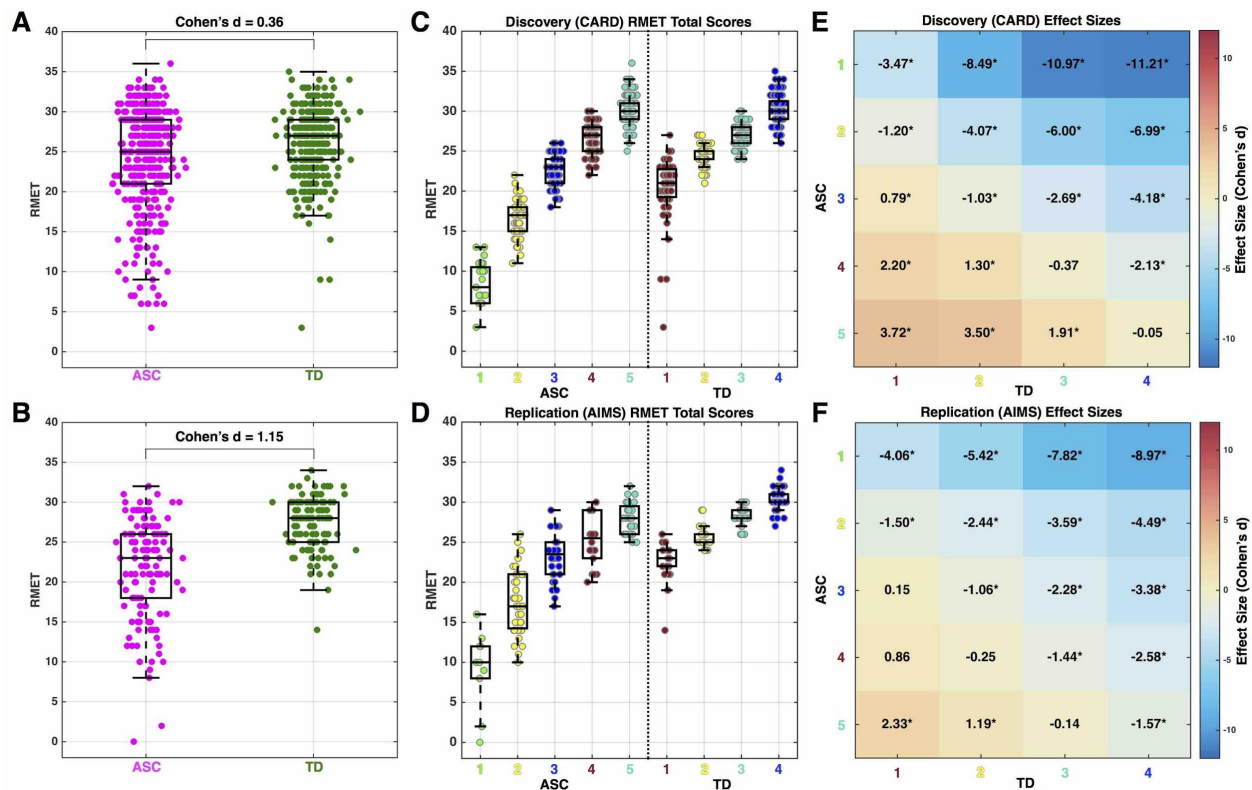 A
Cohen's d = 0.36
RMET
40
35
30
25
20
15
10
5
0
ASC
TD
B
Cohen's d = 1.15
RMET
40
35
30
25
20
15
10
5
0
ASC
TD
C
Discovery (CARD) RMET Total Scores
40
35
30
25
20
15
10
5
0
1 2 3 4 5 1 2 3 4
ASC TD
D
Replication (AIMS) RMET Total Scores
40
35
30
25
20
15
10
5
0
1 2 3 4 5 1 2 3 4
ASC TD
E
Discovery (CARD) Effect Sizes
ASC
1 -3.47* -8.49* -10.97* -11.21*
2 -1.20* -4.07* -6.00* -6.99*
3 0.79* -1.03* -2.69* -4.18*
4 2.20* 1.30* -0.37 -2.13*
5 3.72* 3.50* 1.91* -0.05
1 2 3 4
TD
10
5
0
-5
-10
Effect Size (Cohen's d)
F
Replication (AIMS) Effect Sizes
ASC
1 -4.06* -5.42* -7.82* -8.97*
2 -1.50* -2.44* -3.59* -4.49*
3 0.15 -1.06* -2.28* -3.38*
4 0.86 -0.25 -1.44* -2.58*
5 2.33* 1.19* -0.14 -1.57*
1 2 3 4
TD
10
5
0
-5
-10
Effect Size (Cohen's d)